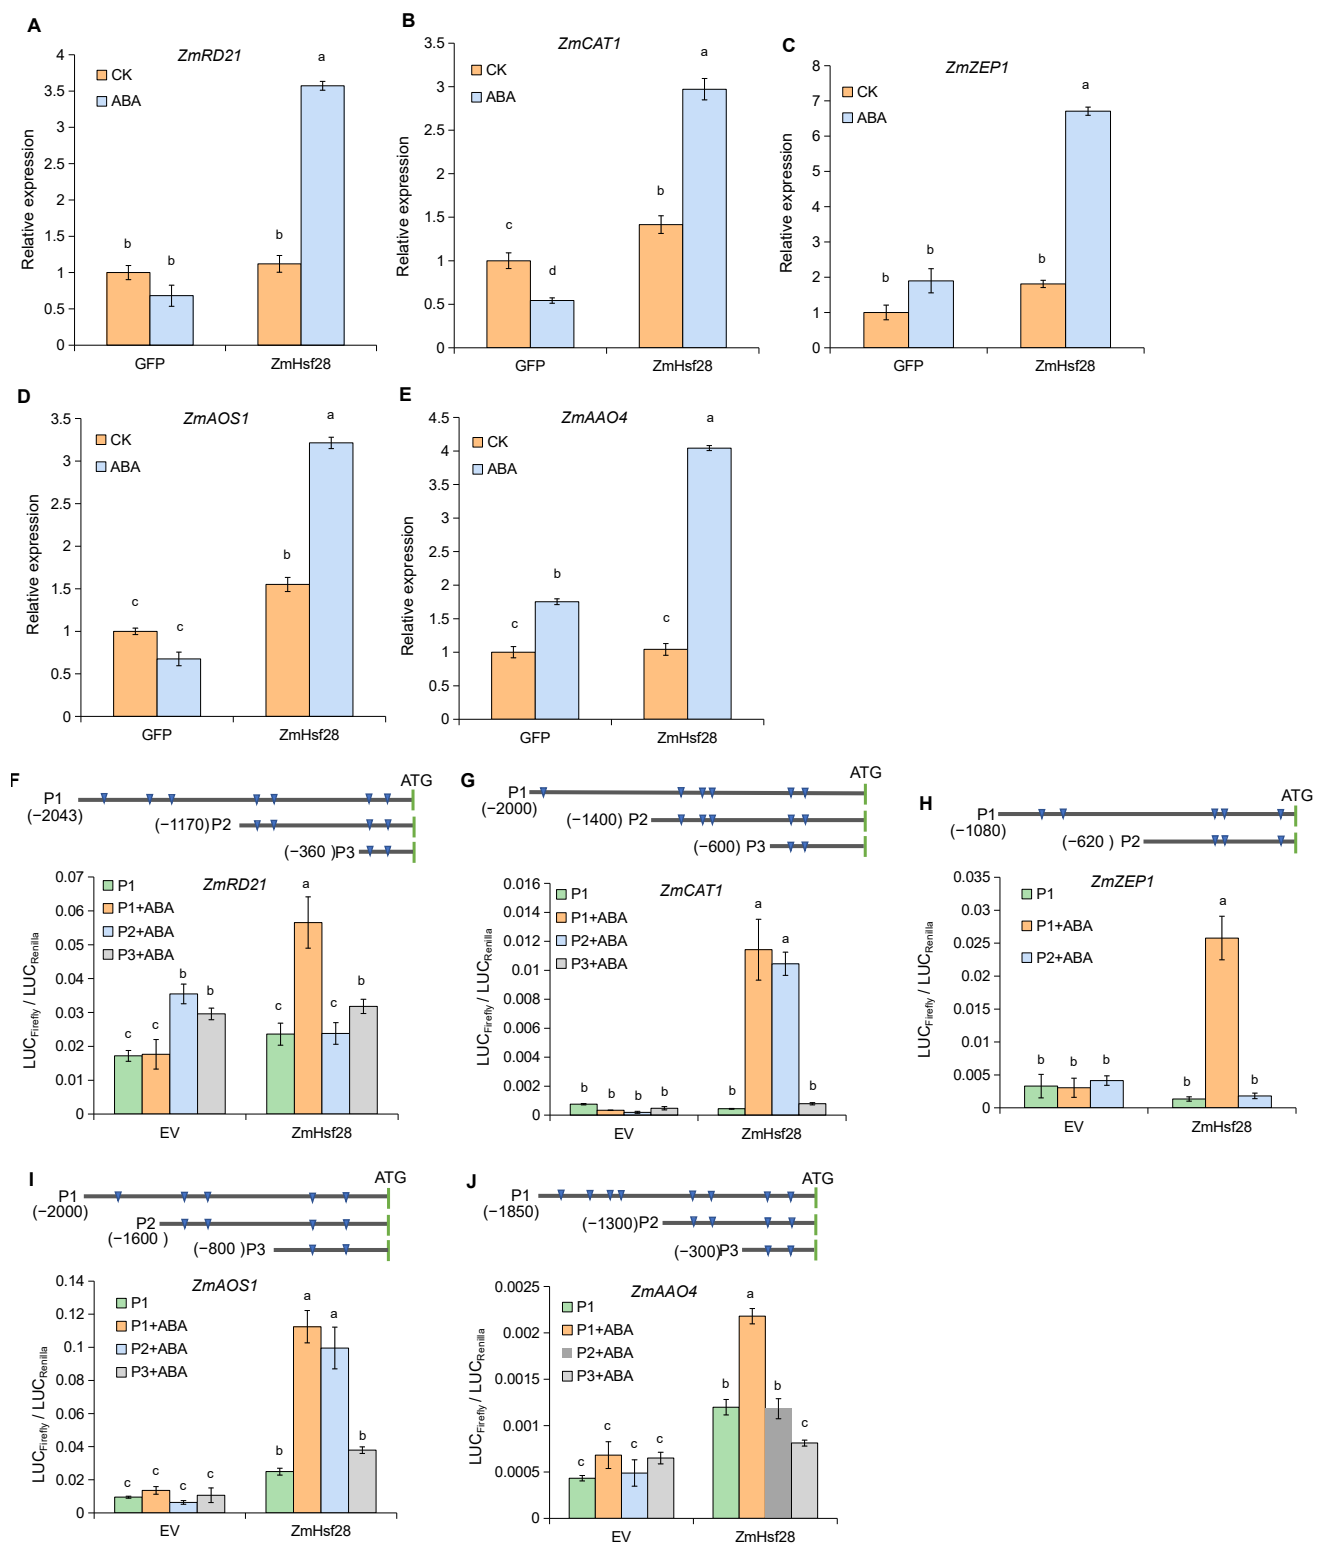 A
ZmRD21
Relative expression
4
3.5
3
2.5
2
1.5
1
0.5
0
CK
ABA
b
b
b
a
GFP
ZmHsf28
B
ZmCAT1
Relative expression
3.5
3
2.5
2
1.5
1
0.5
0
CK
ABA
c
d
b
a
GFP
ZmHsf28
C
ZmZEP1
Relative expression
8
7
6
5
4
3
2
1
0
CK
ABA
b
b
b
a
GFP
ZmHsf28
D
ZmAOS1
Relative expression
3.5
3
2.5
2
1.5
1
0.5
0
CK
ABA
c
c
b
a
GFP
ZmHsf28
E
ZmAAO4
Relative expression
4.5
4
3.5
3
2.5
2
1.5
1
0.5
0
CK
ABA
c
b
c
a
GFP
ZmHsf28
F
ATG
P1
(−2043)
(−1170) P2
(−360 )P3
ZmRD21
LUCFirefly / LUCRenilla
0.07
0.06
0.05
0.04
0.03
0.02
0.01
0
P1
P1+ABA
P2+ABA
P3+ABA
c
c
b
b
c
a
c
b
EV
ZmHsf28
G
ATG
P1
(−2000)
(−1400) P2
(−600) P3
ZmCAT1
LUCFirefly / LUCRenilla
0.016
0.014
0.012
0.01
0.008
0.006
0.004
0.002
0
P1
P1+ABA
P2+ABA
P3+ABA
b
b
b
b
b
a
a
b
EV
ZmHsf28
H
ATG
P1
(−1080)
(−620 ) P2
ZmZEP1
LUCFirefly / LUCRenilla
0.035
0.03
0.025
0.02
0.015
0.01
0.005
0
P1
P1+ABA
P2+ABA
b
b
b
b
a
b
EV
ZmHsf28
I
ATG
P1
(−2000)
P2
(−1600 )
(−800 )P3
ZmAOS1
LUCFirefly / LUCRenilla
0.14
0.12
0.1
0.08
0.06
0.04
0.02
0
P1
P1+ABA
P2+ABA
P3+ABA
c
c
c
c
b
a
a
b
EV
ZmHsf28
J
ATG
P1
(−1850)
(−1300)P2
(−300)P3
ZmAAO4
LUCFirefly / LUCRenilla
0.0025
0.002
0.0015
0.001
0.0005
0
P1
P1+ABA
P2+ABA
P3+ABA
c
c
c
c
b
a
b
c
EV
ZmHsf28